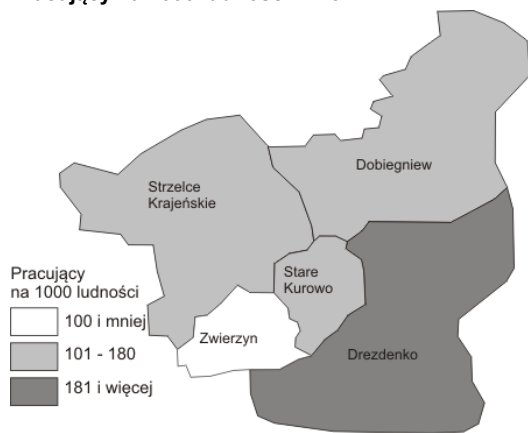 Dobiegniew
Strzelce
Krajeńskie
Stare
Kurowo
Pracujący
na 1000 ludności
100 i mniej
Zwierzyn
101 - 180
Drezdenko
181 i więcej